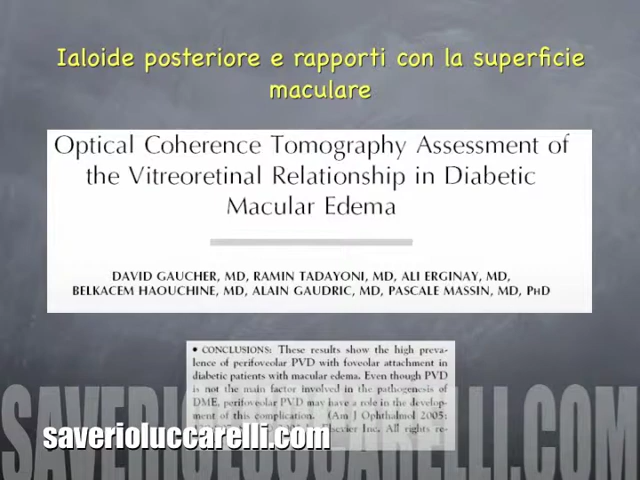 Ialoide posteriore e rapporti con la superficie
maculare
Optical Coherence Tomography Assessment of
the Vitreoretinal Relationship in Diabetic
Macular Edema
DAVID GAUCHER, MD, RAMIN TADAYONI, MD, ALI ERGINAY, MD,
BELKACEM HAOUCHINE, MD, ALAIN GAUDRIC, MD, PASCALE MASSIN, MD, PHD
• CONCLUSIONS: These results show the high preva-
lence of perifoveolar PVD with foveolar attachment in
diabetic patients with macular edema. Even though PVD
is not the main factor involved in the pathogenesis of
DME, perifoveolar PVD may have a role in the develop-
ment of this complication. (Am J Ophthalmol 2005;
Elsevier Inc. All rights re-
SAVERIOLUCCARELLI.COM
saverioluccarelli.com